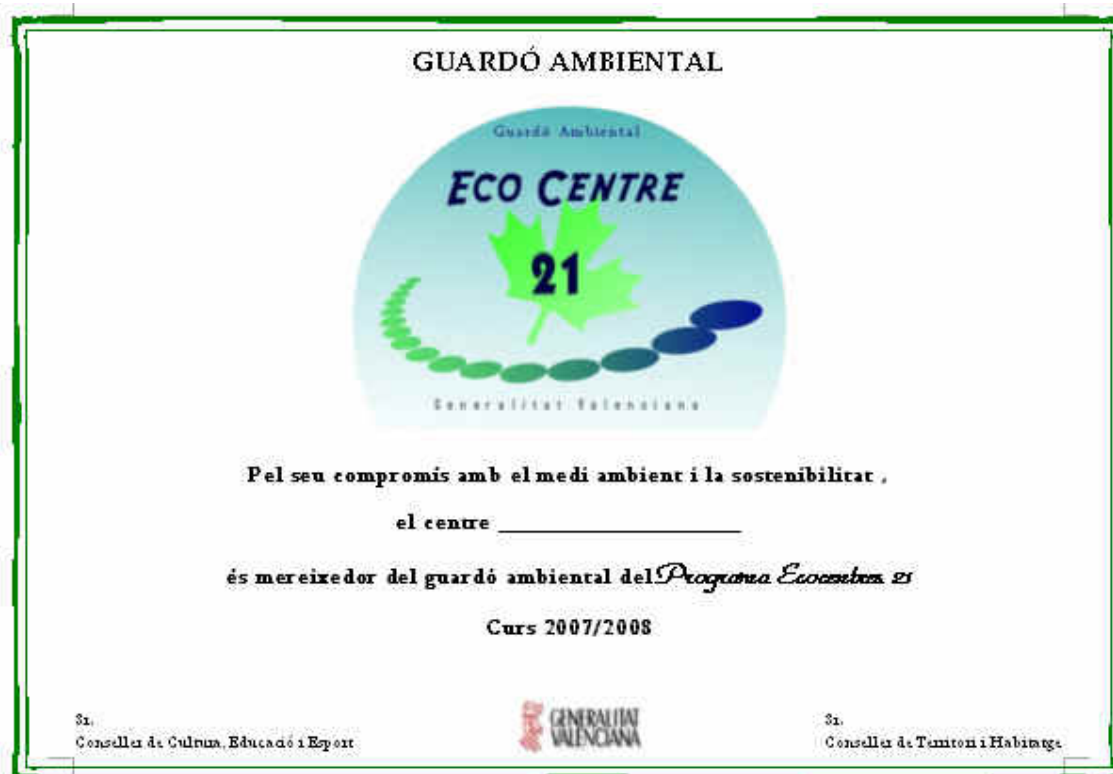 GUARDÓ AMBIENTAL
Guardó Ambiental
ECO CENTRE
21
Generalitat Valenciana
Pel seu compromís amb el medi ambient i la sostenibilitat ,
el centre ____________________
és mereixedor del guardó ambiental del Programa Ecocentres 21
Curs 2007/2008
Sr.
Conseller de Cultura, Educació i Esport
GENERALITAT
VALENCIANA
Sr.
Conseller de Territori i Habitatge